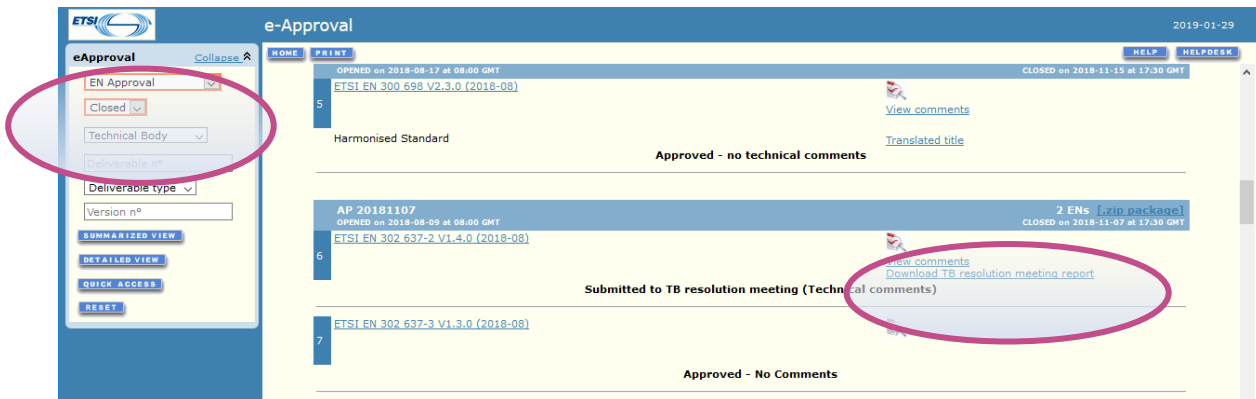 ETSI
e-Approval
2019-01-29
eApproval Collapse
EN Approval
Closed
Technical Body
Deliverable nº
Deliverable type
Version nº
SUMMARIZED VIEW
DETAILED VIEW
QUICK ACCESS
RESET
HOME PRINT HELP HELPDESK
OPENED on 2018-08-17 at 08:00 GMT CLOSED on 2018-11-15 at 17:30 GMT
5 ETSI EN 300 698 V2.3.0 (2018-08)
View comments
Harmonised Standard Translated title
Approved - no technical comments
AP 20181107 2 ENs [.zip package]
OPENED on 2018-08-09 at 08:00 GMT CLOSED on 2018-11-07 at 17:30 GMT
6 ETSI EN 302 637-2 V1.4.0 (2018-08)
View comments
Download TB resolution meeting report
Submitted to TB resolution meeting (Technical comments)
7 ETSI EN 302 637-3 V1.3.0 (2018-08)
Approved - No Comments